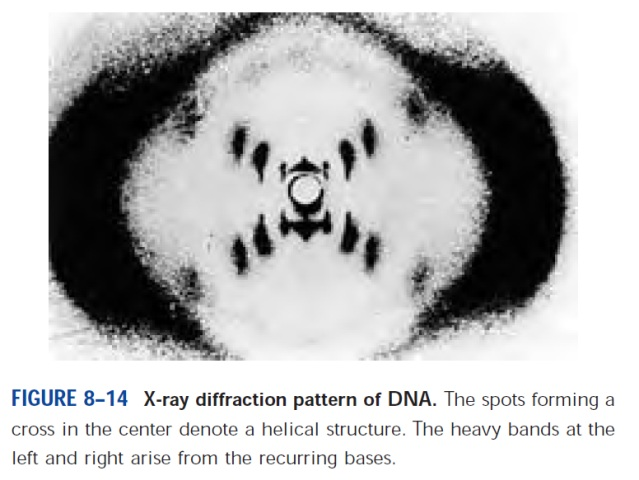 FIGURE 8–14 X-ray diffraction pattern of DNA. The spots forming a
cross in the center denote a helical structure. The heavy bands at the
left and right arise from the recurring bases.